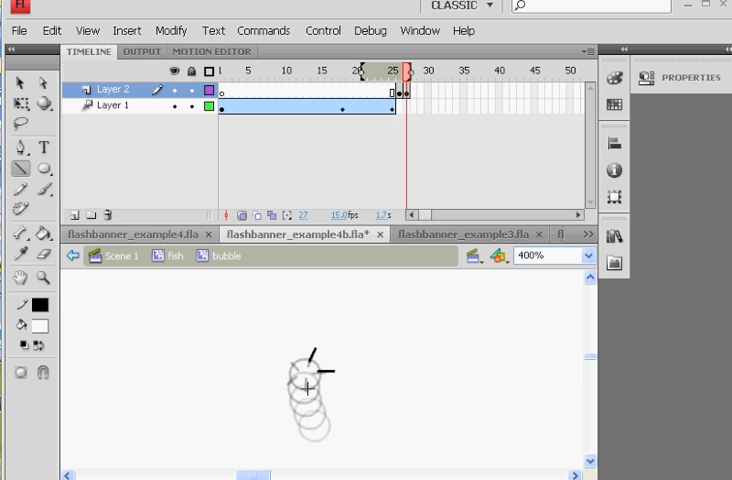 Fl
CLASSIC
File Edit View Insert Modify Text Commands Control Debug Window Help
TIMELINE OUTPUT MOTION EDITOR
5 10 15 20 25 30 35 40 45 50
Layer 2
Layer 1
27 15.0fps 1.7s
flashbanner_example4.fla × flashbanner_example4b.fla* × flashbanner_example3.fla × fl
Scene 1 fish bubble 400%
T
PROPERTIES